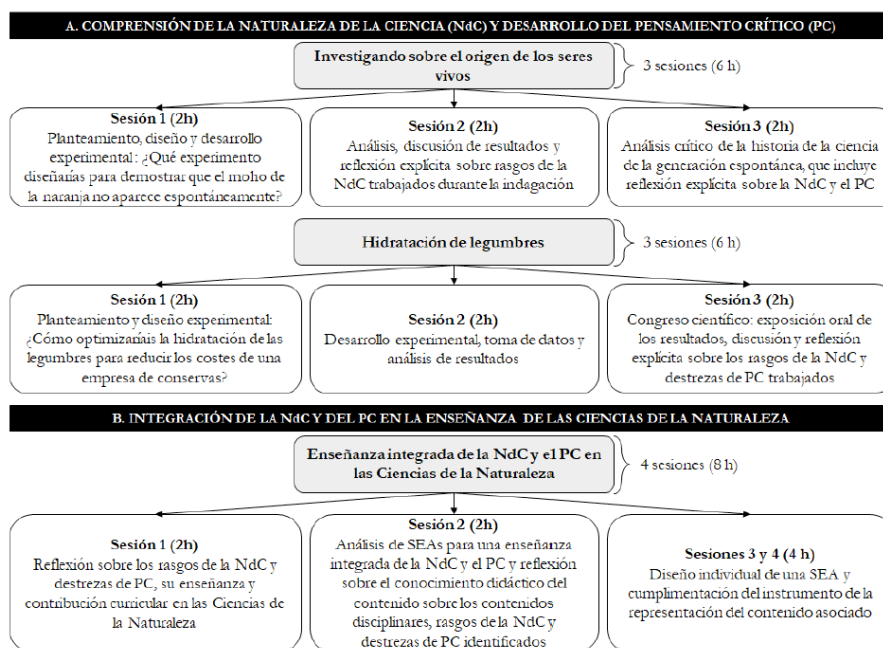 A. COMPRENSIÓN DE LA NATURALEZA DE LA CIENCIA (NdC) Y DESARROLLO DEL PENSAMIENTO CRÍTICO (PC)
Investigando sobre el origen de los seres
vivos
3 sesiones (6 h)
Sesión 1 (2h)
Planteamiento, diseño y desarrollo
experimental: ¿Qué experimento
diseñarías para demostrar que el moho de
la naranja no aparece espontáneamente?
Sesión 2 (2h)
Análisis, discusión de resultados y
reflexión explícita sobre rasgos de la
NdC trabajados durante la indagación
Sesión 3 (2h)
Análisis crítico de la historia de la ciencia
de la generación espontánea, que incluye
reflexión explícita sobre la NdC y el PC
Hidratación de legumbres
3 sesiones (6 h)
Sesión 1 (2h)
Planteamiento y diseño experimental:
¿Cómo optimizaríais la hidratación de las
legumbres para reducir los costes de una
empresa de conservas?
Sesión 2 (2h)
Desarrollo experimental, toma de datos y
análisis de resultados
Sesión 3 (2h)
Congreso científico: exposición oral de
los resultados, discusión y reflexión
explícita sobre los rasgos de la NdC y
destrezas de PC trabajados
B. INTEGRACIÓN DE LA NdC Y DEL PC EN LA ENSEÑANZA DE LAS CIENCIAS DE LA NATURALEZA
Enseñanza integrada de la NdC y el PC en
las Ciencias de la Naturaleza
4 sesiones (8 h)
Sesión 1 (2h)
Reflexión sobre los rasgos de la NdC y
destrezas de PC, su enseñanza y
contribución curricular en las Ciencias de
la Naturaleza
Sesión 2 (2h)
Análisis de SEAs para una enseñanza
integrada de la NdC y el PC y reflexión
sobre el conocimiento didáctico del
contenido sobre los contenidos
disciplinares, rasgos de la NdC y
destrezas de PC identificados
Sesiones 3 y 4 (4 h)
Diseño individual de una SEA y
cumplimentación del instrumento de la
representación del contenido asociado